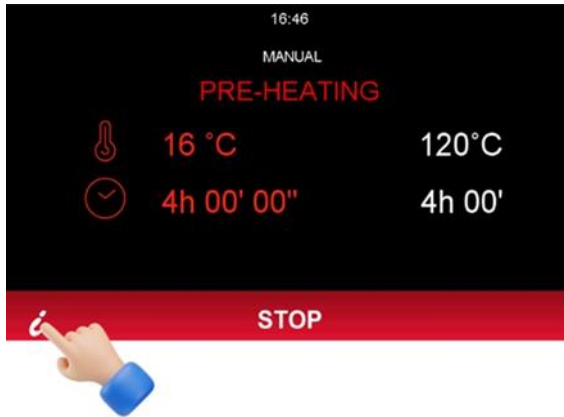 16:46
MANUAL
PRE-HEATING
16 °C 120°C
4h 00' 00" 4h 00'
i STOP